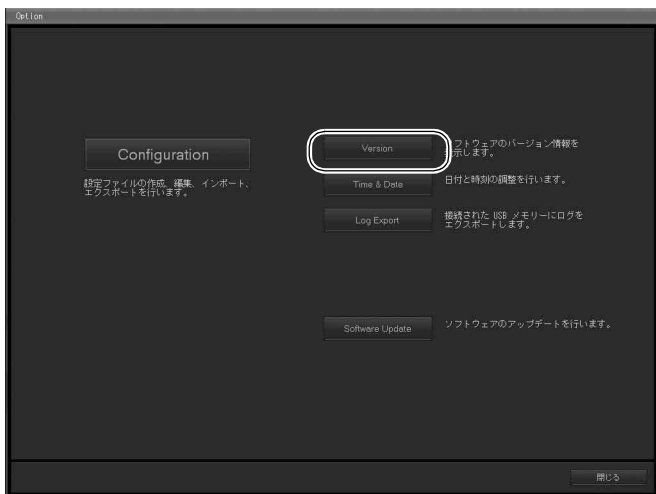 Option
Configuration
設定ファイルの作成、編集、インポート、
エクスポートを行います。
Version
フトウェアのバージョン情報を
示します。
Time & Date
日付と時刻の調整を行います。
Log Export
接続された USB メモリーにログを
エクスポートします。
Software Update
ソフトウェアのアップデートを行います。
閉じる